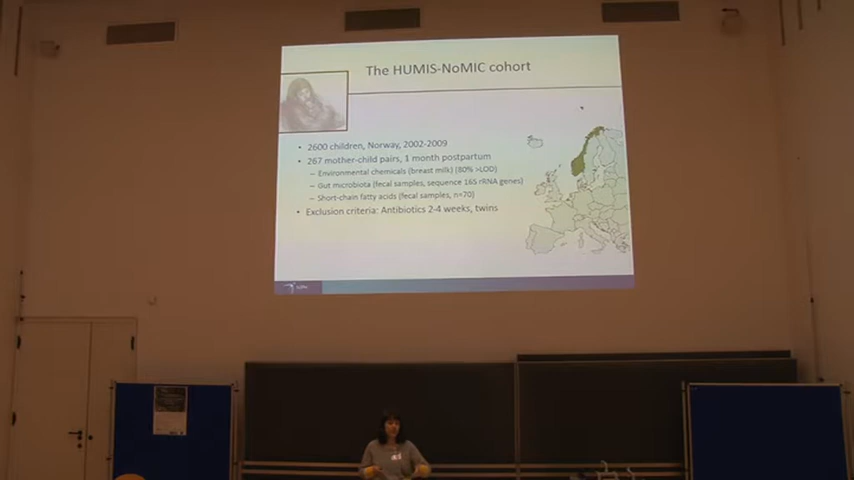 The HUMIS-NoMIC cohort
• 2600 children, Norway, 2002-2009
• 267 mother-child pairs, 1 month postpartum
– Environmental chemicals (breast milk) (80% >LOD)
– Gut microbiota (fecal samples, sequence 16S rRNA genes)
– Short-chain fatty acids (fecal samples, n=70)
• Exclusion criteria: Antibiotics 2-4 weeks, twins